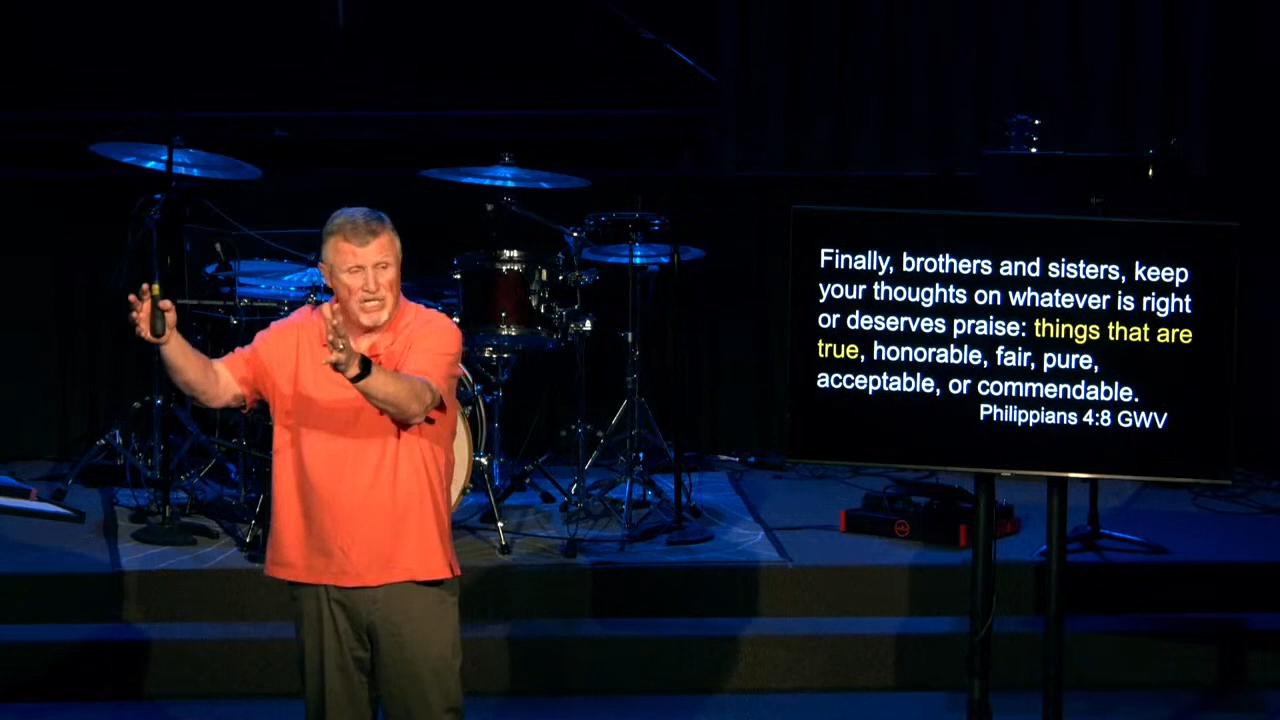 Finally, brothers and sisters, keep
your thoughts on whatever is right
or deserves praise: things that are
true, honorable, fair, pure,
acceptable, or commendable.
Philippians 4:8 GWV